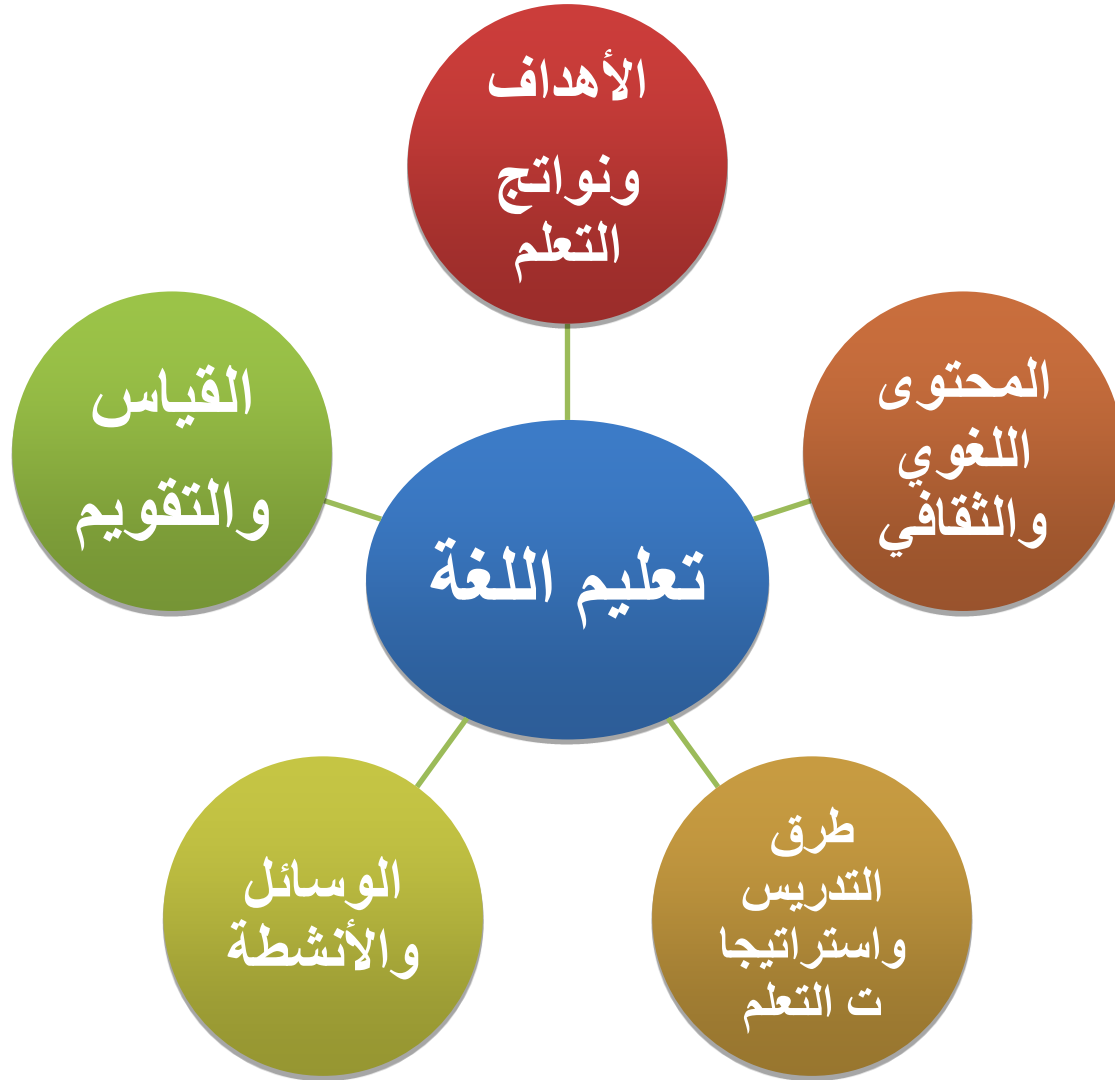 الأهداف
ونواتج
التعلم
المحتوى
اللغوي
والثقافي
طرق
التدريس
واستراتيجا
ت التعلم
الوسائل
والأنشطة
القياس
والتقويم
تعليم اللغة